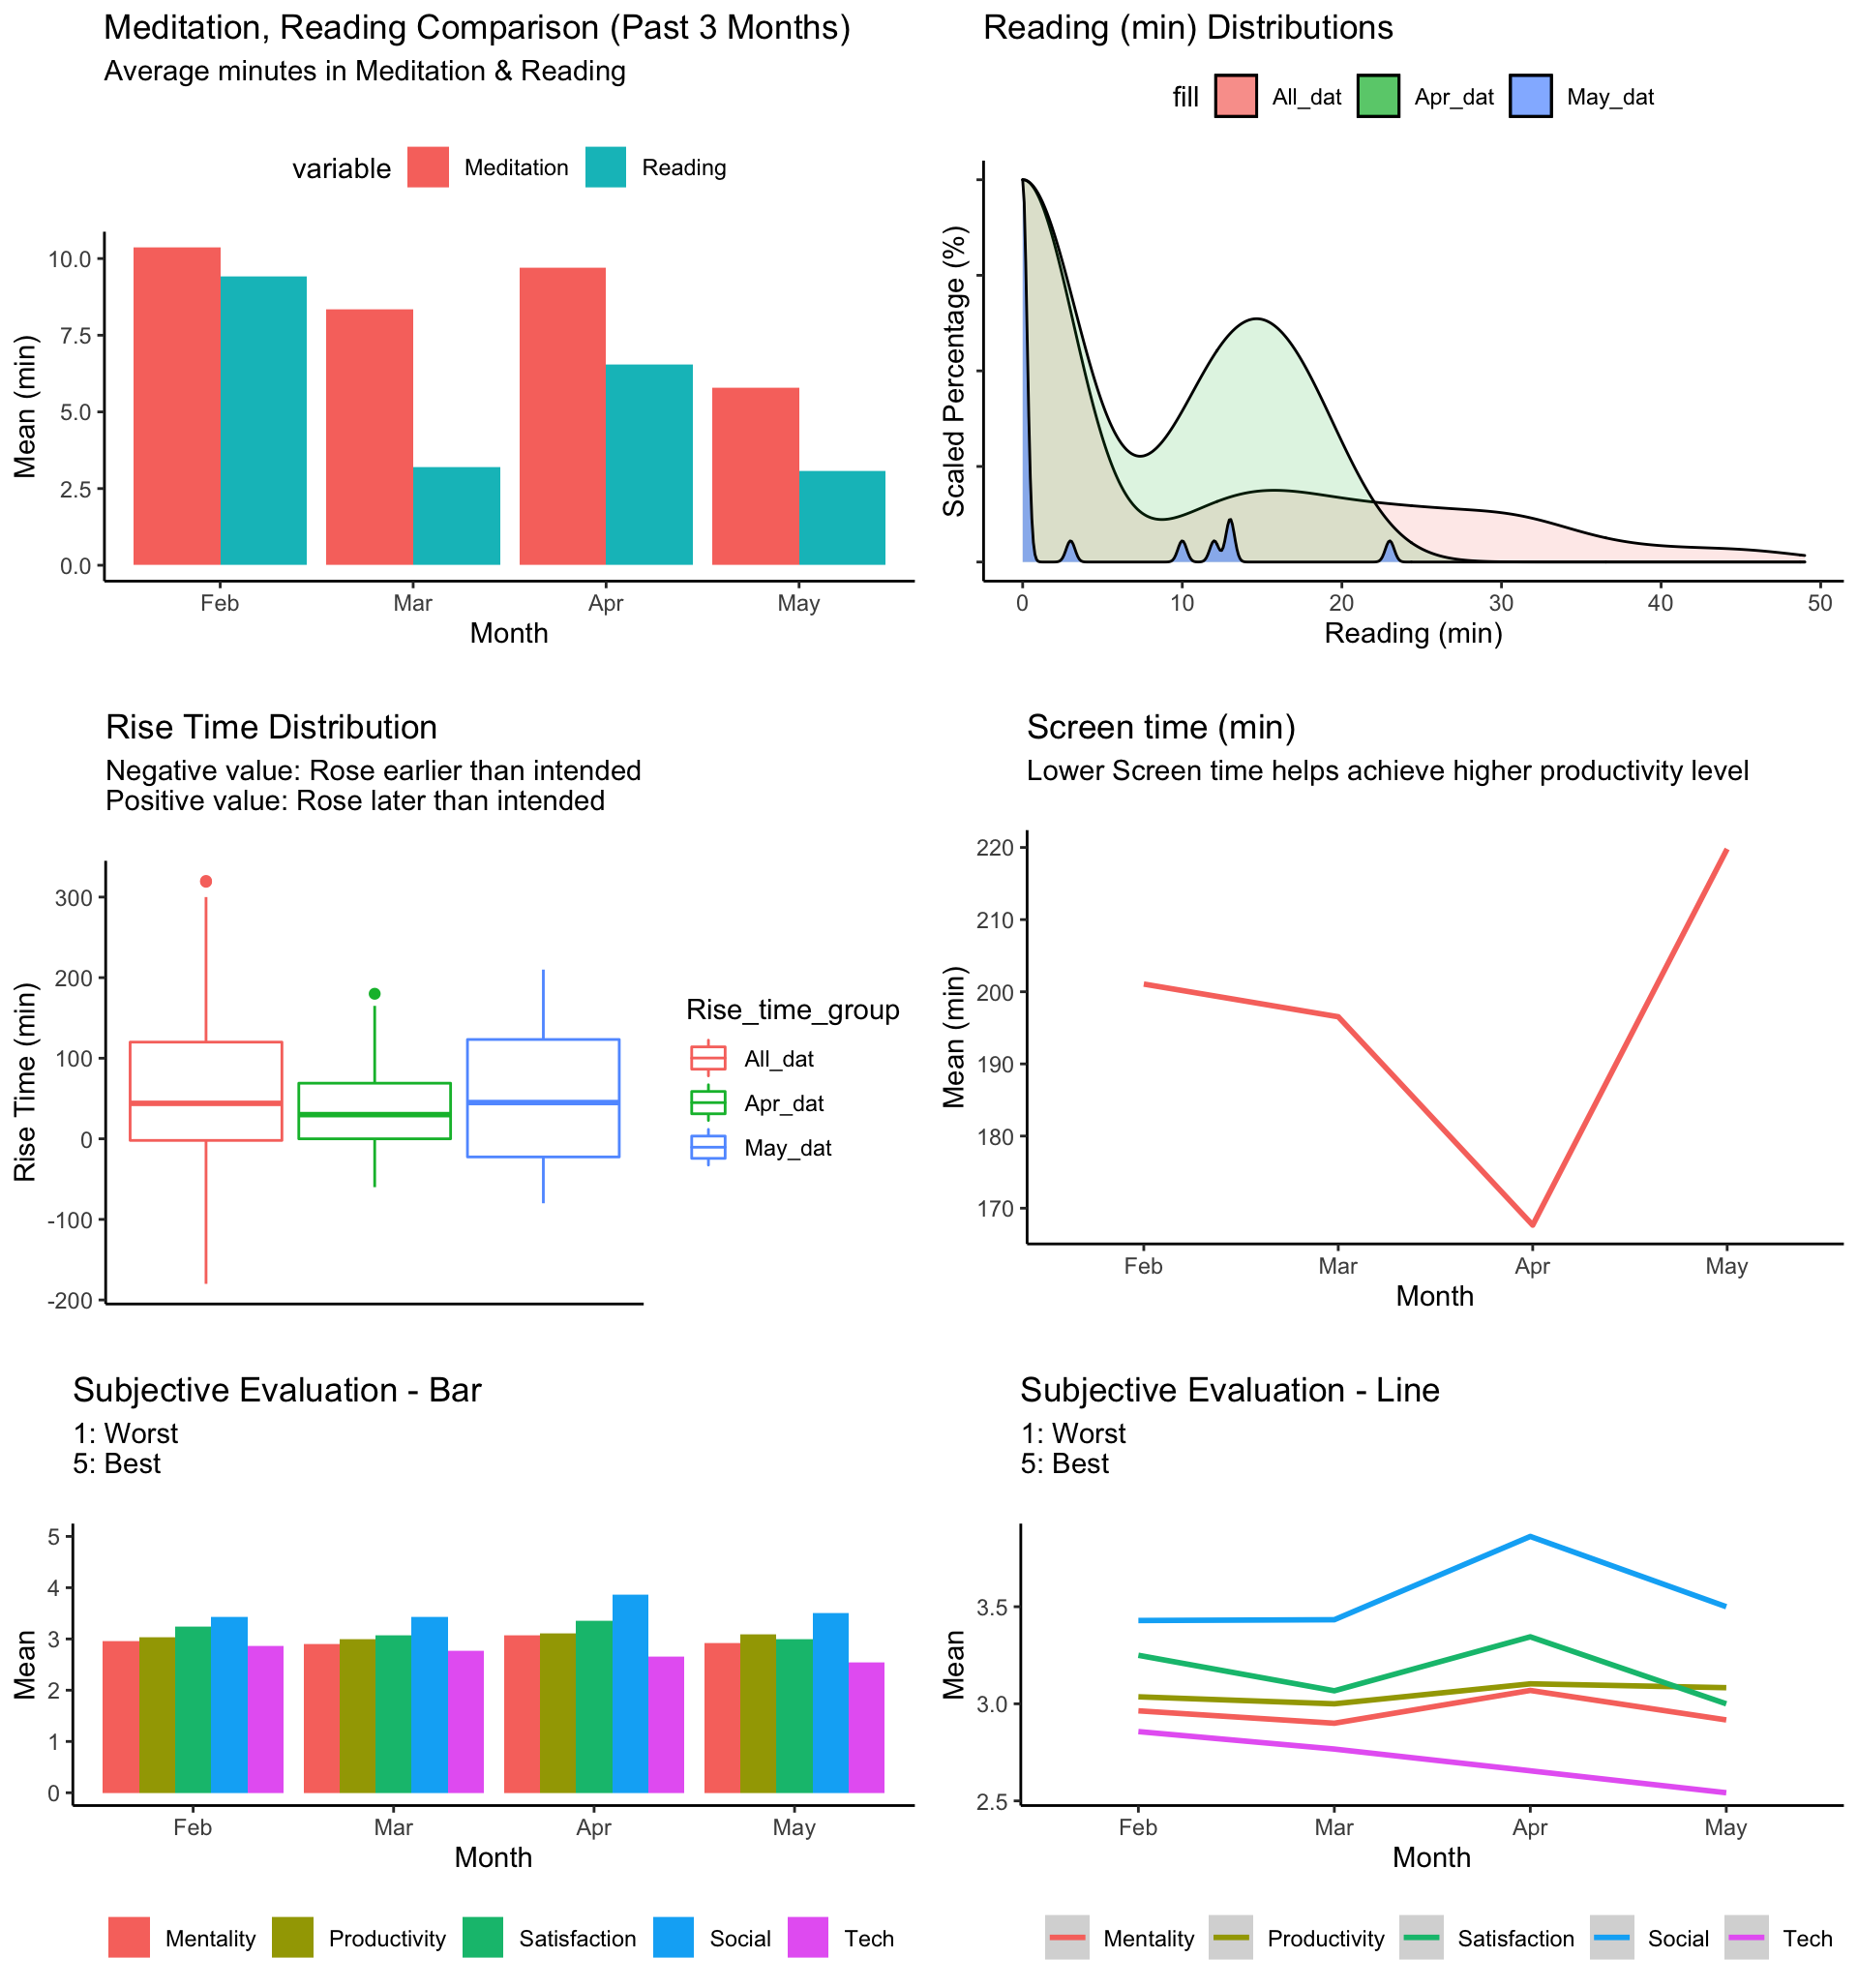 Meditation, Reading Comparison (Past 3 Months)
Average minutes in Meditation & Reading
variable Meditation Reading
Mean (min)
10.0
7.5
5.0
2.5
0.0
Feb Mar Apr May
Month
Reading (min) Distributions
fill All_dat Apr_dat May_dat
Scaled Percentage (%)
0 10 20 30 40 50
Reading (min)
Rise Time Distribution
Negative value: Rose earlier than intended
Positive value: Rose later than intended
Rise Time (min)
300
200
100
0
-100
-200
Rise_time_group
All_dat
Apr_dat
May_dat
Screen time (min)
Lower Screen time helps achieve higher productivity level
Mean (min)
220
210
200
190
180
170
Feb Mar Apr May
Month
Subjective Evaluation - Bar
1: Worst
5: Best
Mean
5
4
3
2
1
0
Feb Mar Apr May
Month
Mentality Productivity Satisfaction Social Tech
Subjective Evaluation - Line
1: Worst
5: Best
Mean
3.5
3.0
2.5
Feb Mar Apr May
Month
Mentality Productivity Satisfaction Social Tech